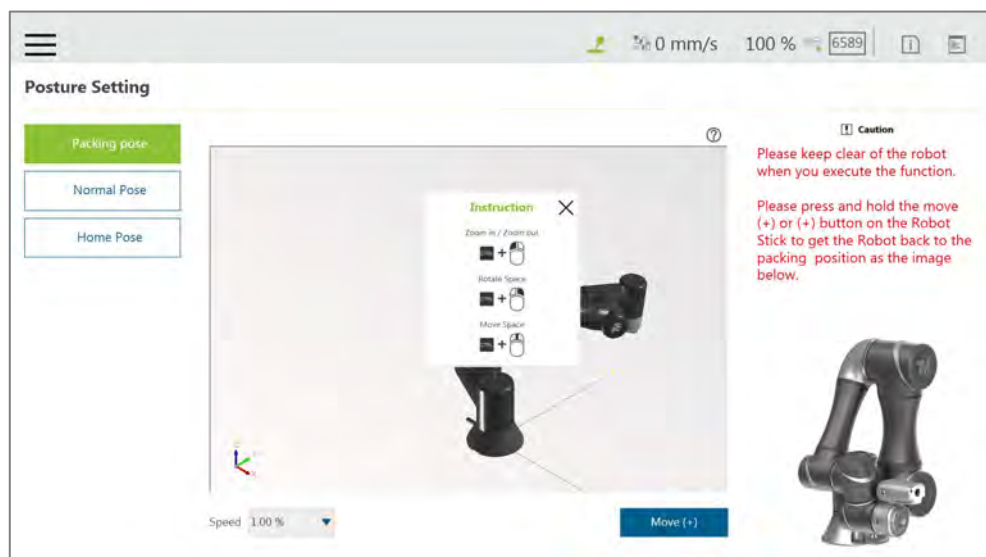 0 mm/s 100 % 6589
Posture Setting
Packing pose
Normal Pose
Home Pose
Instruction
Zoom in / Zoom out
+
Rotate Space
+
Move Space
+
Speed 1.00 %
Move (+)
! Caution
Please keep clear of the robot
when you execute the function.
Please press and hold the move
(+) or (+) button on the Robot
Stick to get the Robot back to the
packing position as the image
below.